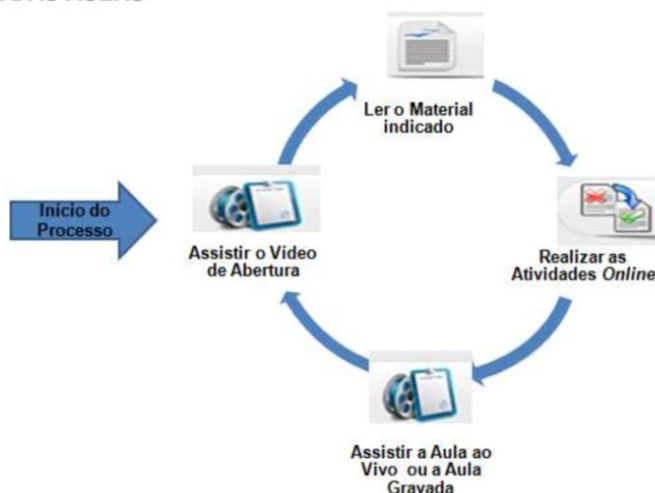 Ler o Material
indicado
Início do
Processo
Assistir o Vídeo
de Abertura
Realizar as
Atividades Online
Assistir a Aula ao
Vivo ou a Aula
Gravada